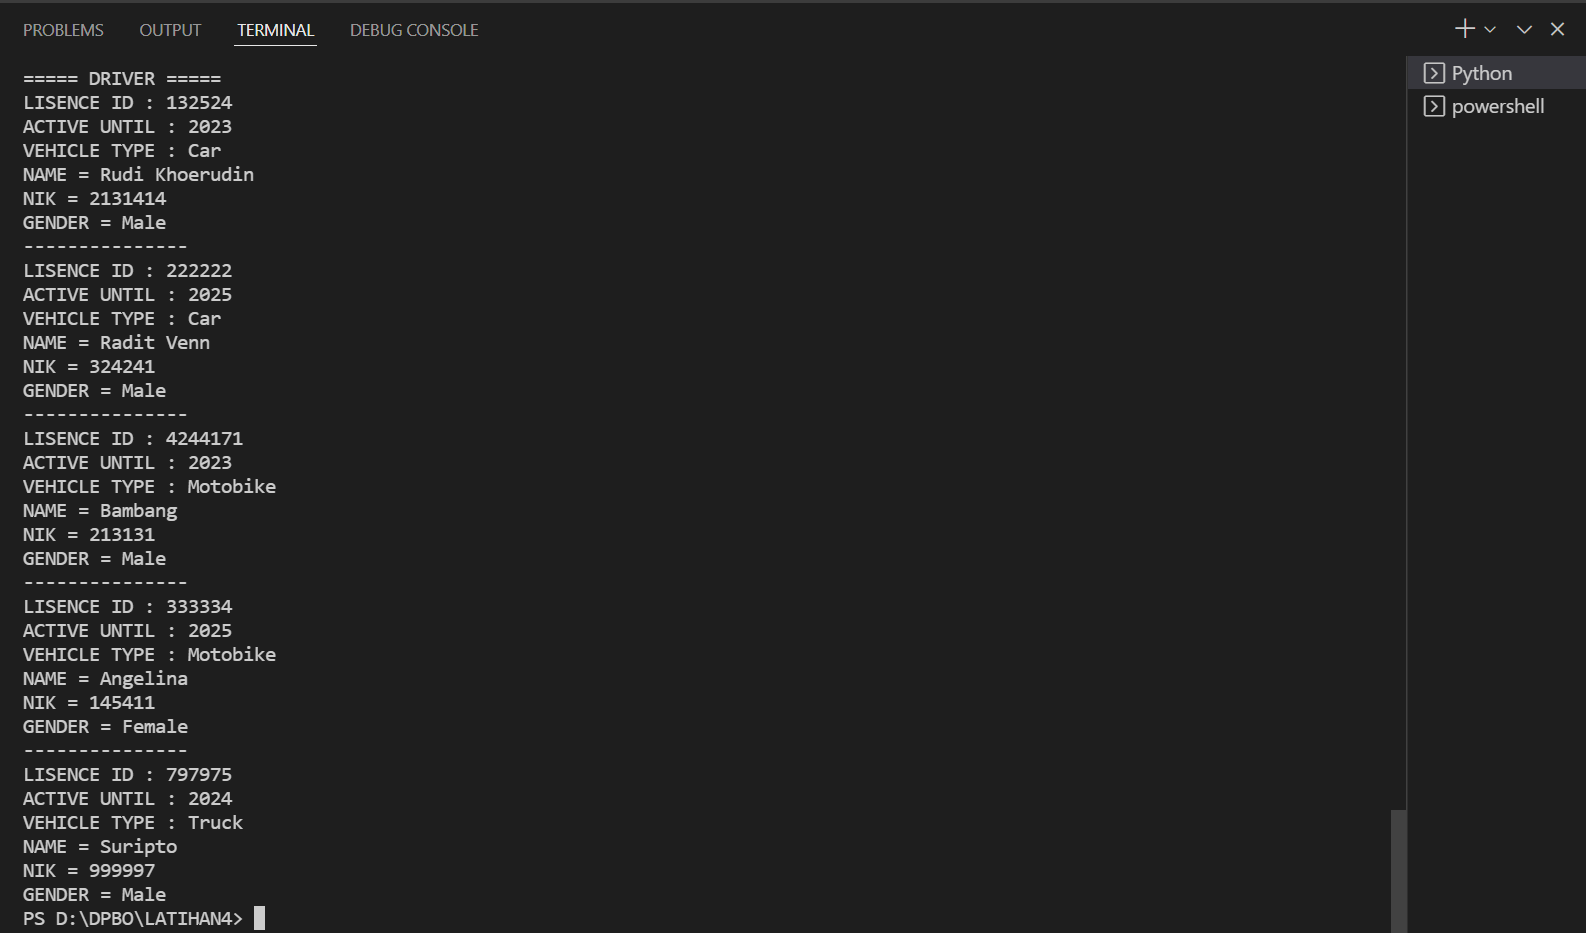 PROBLEMS OUTPUT TERMINAL DEBUG CONSOLE
===== DRIVER =====
LISENCE ID : 132524
ACTIVE UNTIL : 2023
VEHICLE TYPE : Car
NAME = Rudi Khoerudin
NIK = 2131414
GENDER = Male
---------------
LISENCE ID : 222222
ACTIVE UNTIL : 2025
VEHICLE TYPE : Car
NAME = Radit Venn
NIK = 324241
GENDER = Male
---------------
LISENCE ID : 4244171
ACTIVE UNTIL : 2023
VEHICLE TYPE : Motobike
NAME = Bambang
NIK = 213131
GENDER = Male
---------------
LISENCE ID : 333334
ACTIVE UNTIL : 2025
VEHICLE TYPE : Motobike
NAME = Angelina
NIK = 145411
GENDER = Female
---------------
LISENCE ID : 797975
ACTIVE UNTIL : 2024
VEHICLE TYPE : Truck
NAME = Suripto
NIK = 999997
GENDER = Male
PS D:\DPBO\LATIHAN4>
Python
powershell